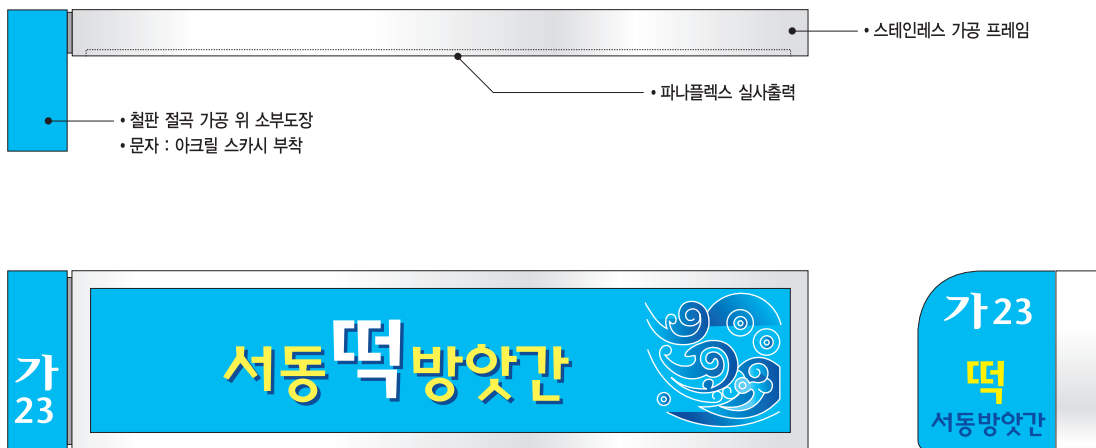 • 스테인레스 가공 프레임
• 파나플렉스 실사출력
• 철판 절곡 가공 위 소부도장
• 문자 : 아크릴 스카시 부착
가
23
서동떡방앗간
가23
떡
서동방앗간